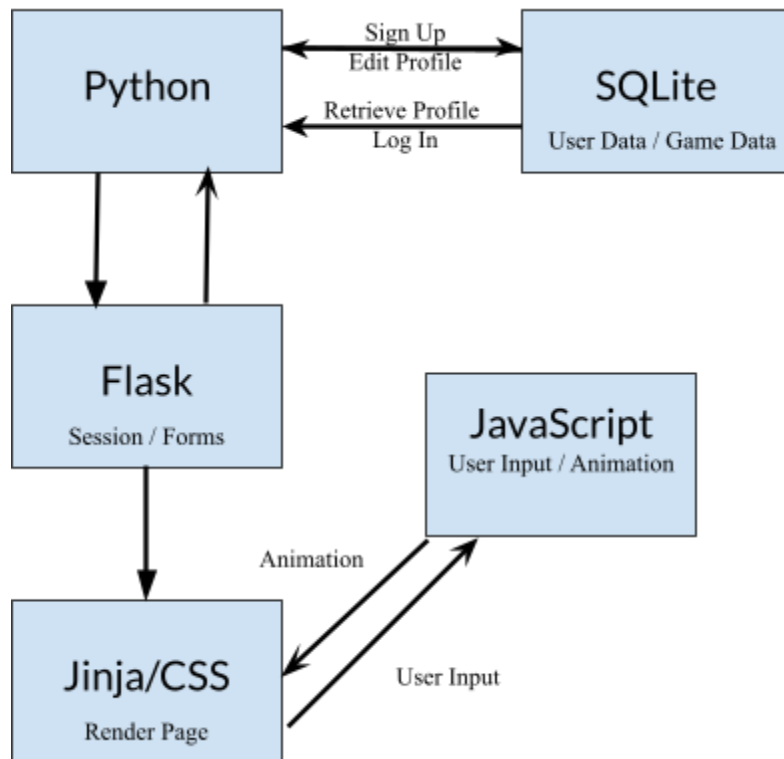 Python
Sign Up
Edit Profile
Retrieve Profile
Log In
SQLite
User Data / Game Data
Flask
Session / Forms
JavaScript
User Input / Animation
Animation
User Input
Jinja/CSS
Render Page